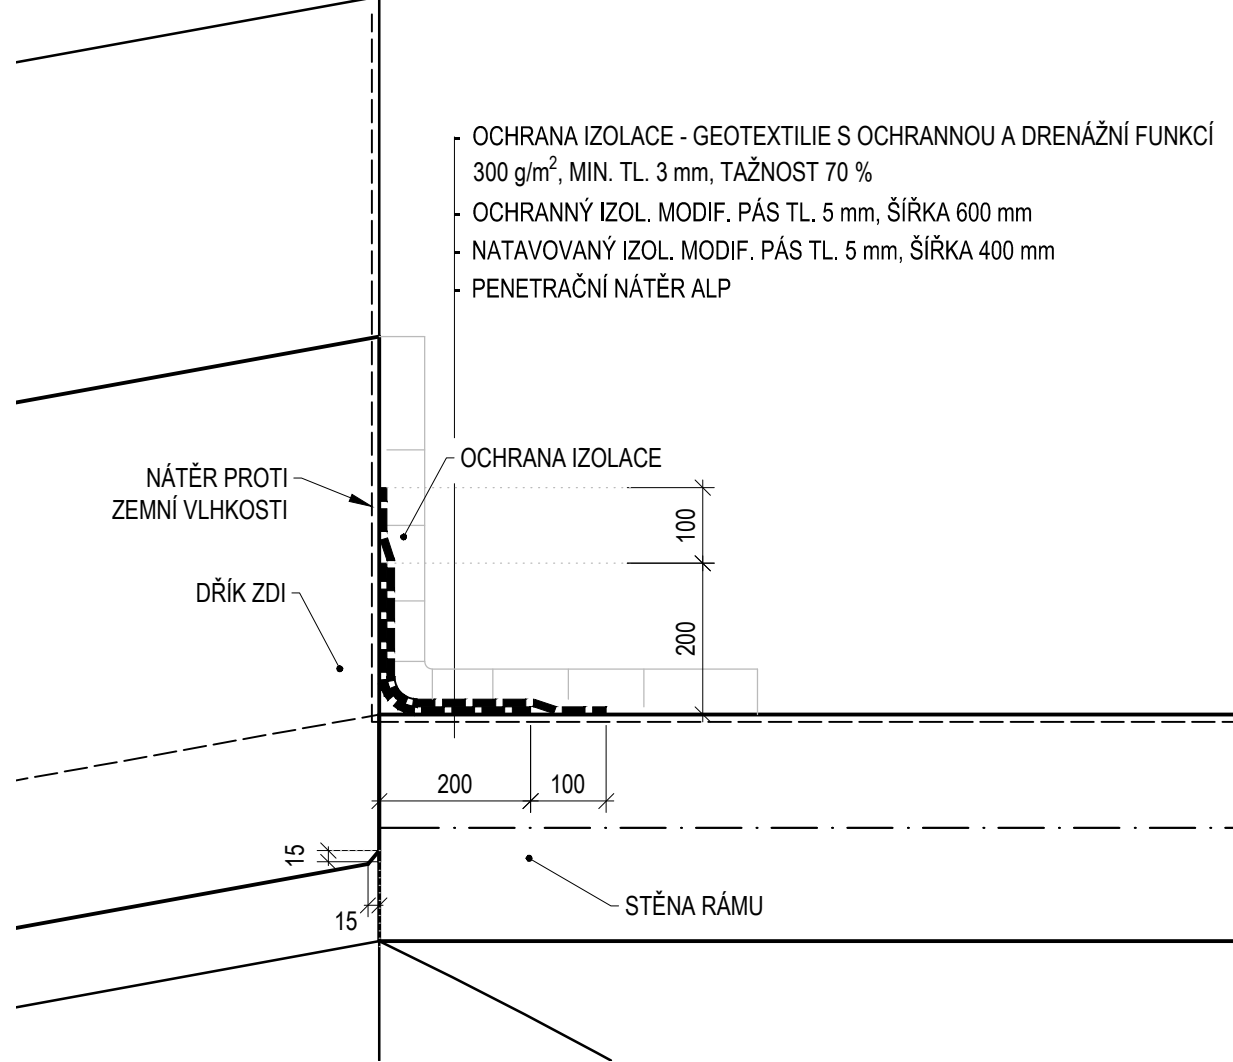 - OCHRANA IZOLACE - GEOTEXTILIE S OCHRANNOU A DRENÁŽNÍ FUNKCÍ
300 g/m², MIN. TL. 3 mm, TAŽNOST 70 %
- OCHRANNÝ IZOL. MODIF. PÁS TL. 5 mm, ŠÍŘKA 600 mm
- NATAVOVANÝ IZOL. MODIF. PÁS TL. 5 mm, ŠÍŘKA 400 mm
- PENETRAČNÍ NÁTĚR ALP
OCHRANA IZOLACE
NÁTĚR PROTI
ZEMNÍ VLHKOSTI
100
DŘÍK ZDI
200
200
100
15
STĚNA RÁMU
15